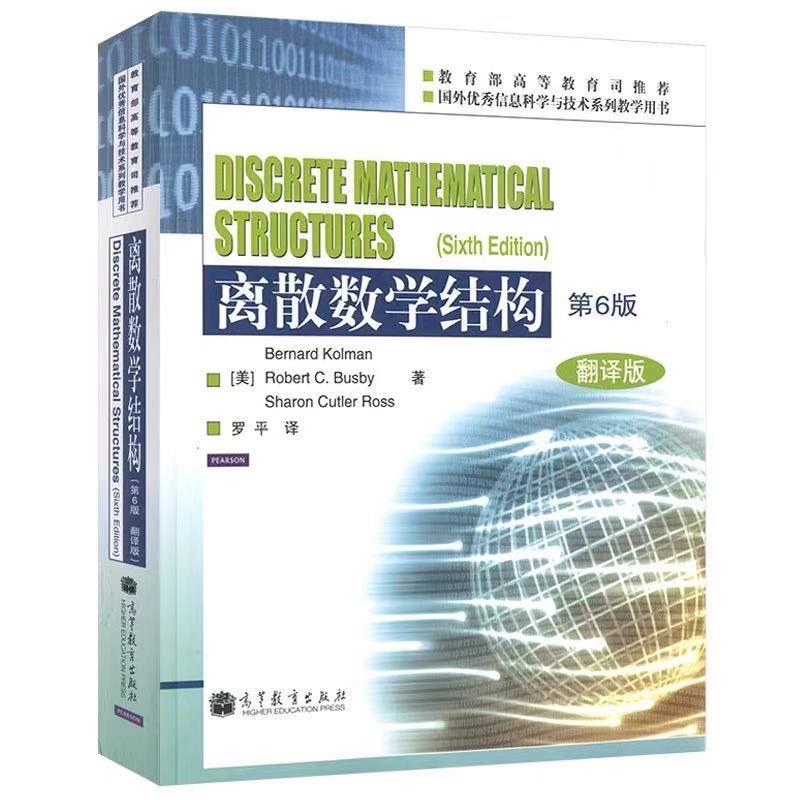 教育部高等教育司推荐
国外优秀信息科学与技术系列教学用书
DISCRETE MATHEMATICAL
STRUCTURES (Sixth Edition)
离散数学结构 第6版
翻译版
Bernard Kolman
[美] Robert C. Busby 著
Sharon Cutler Ross
罗平 译
PEARSON
高等教育出版社
HIGHER EDUCATION PRESS
教育部高等教育司推荐
国外优秀信息科学与技术系列教学用书
离散数学结构 (第6版 翻译版)
Discrete Mathematical Structures (Sixth Edition)
高等教育出版社
HIGHER EDUCATION PRESS
PEARSON